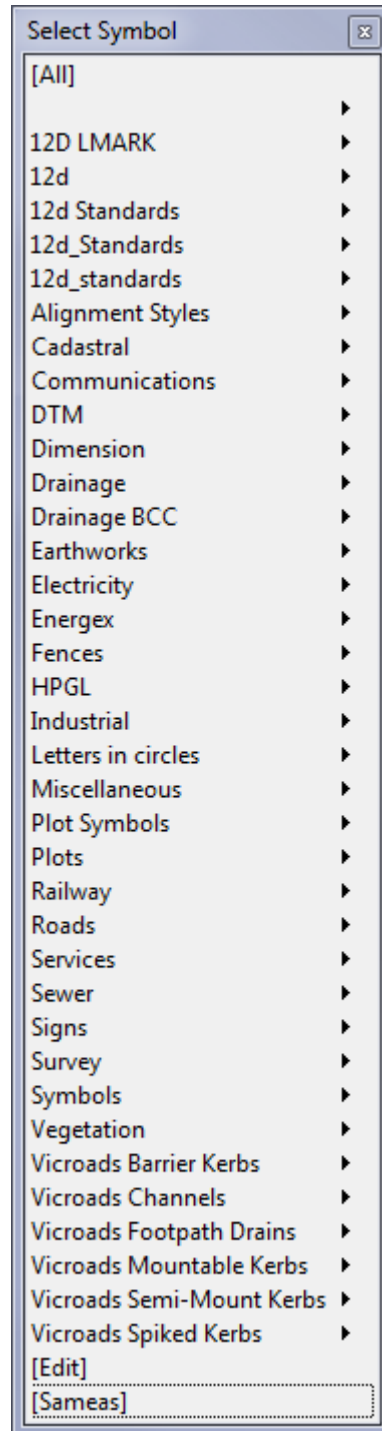 Select Symbol
[All]
12D LMARK
12d
12d Standards
12d_Standards
12d_standards
Alignment Styles
Cadastral
Communications
DTM
Dimension
Drainage
Drainage BCC
Earthworks
Electricity
Energex
Fences
HPGL
Industrial
Letters in circles
Miscellaneous
Plot Symbols
Plots
Railway
Roads
Services
Sewer
Signs
Survey
Symbols
Vegetation
Vicroads Barrier Kerbs
Vicroads Channels
Vicroads Footpath Drains
Vicroads Mountable Kerbs
Vicroads Semi-Mount Kerbs
Vicroads Spiked Kerbs
[Edit]
[Sameas]